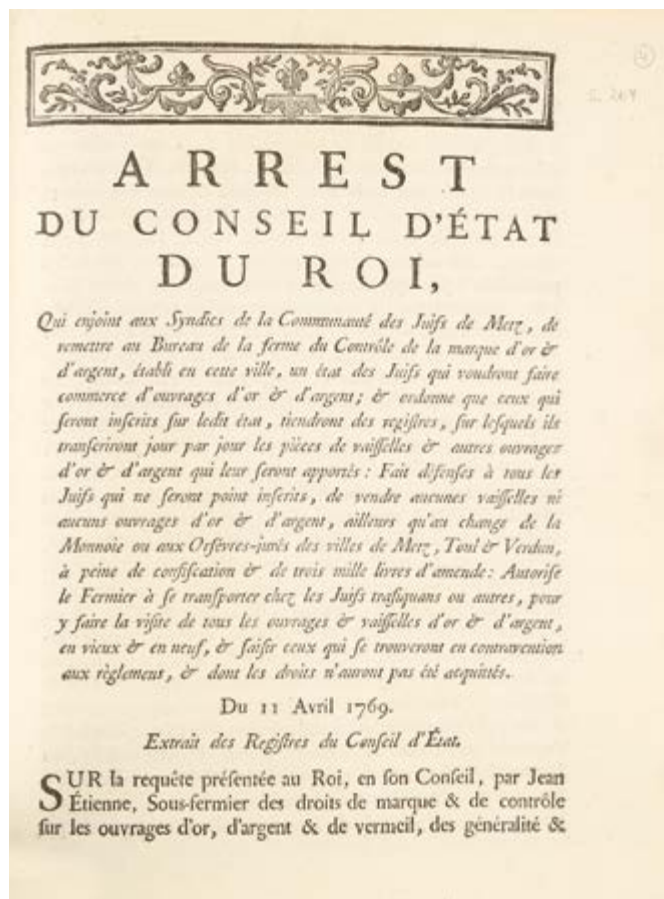 ARREST
DU CONSEIL D'ÉTAT
DU ROI,
Qui enjoint aux Syndics de la Communauté des Juifs de Metz, de
remettre au Bureau de la ferme du Contrôle de la marque d'or &
d'argent, établi en cette ville, un état des Juifs qui voudront faire
commerce d'ouvrages d'or & d'argent; & ordonne que ceux qui
ſeront inſcrits ſur ledit état, tiendront des regiſtres, ſur leſquels ils
tranſcriront jour par jour les pièces de vaiſſelles & autres ouvrages
d'or & d'argent qui leur ſeront apportés : Fait défenſes à tous les
Juifs qui ne ſeront point inſcrits, de vendre aucunes vaiſſelles ni
aucuns ouvrages d'or & d'argent, ailleurs qu'au change de la
Monnoie ou aux Orfèvres-jurés des villes de Metz, Toul & Verdun,
à peine de confiſcation & de trois mille livres d'amende : Autoriſe
le Fermier à ſe tranſporter chez les Juifs trafiquans ou autres, pour
y faire la viſite de tous les ouvrages & vaiſſelles d'or & d'argent,
en vieux & en neuf, & ſaiſir ceux qui ſe trouveront en contravention
aux règlemens, & dont les droits n'auront pas été acquittés.
Du 11 Avril 1769.
Extrait des Regiſtres du Conſeil d'État.
SUR la requête préſentée au Roi, en ſon Conſeil, par Jean
Étienne, Sous-fermier des droits de marque & de contrôle
ſur les ouvrages d'or, d'argent & de vermeil, des généralité &